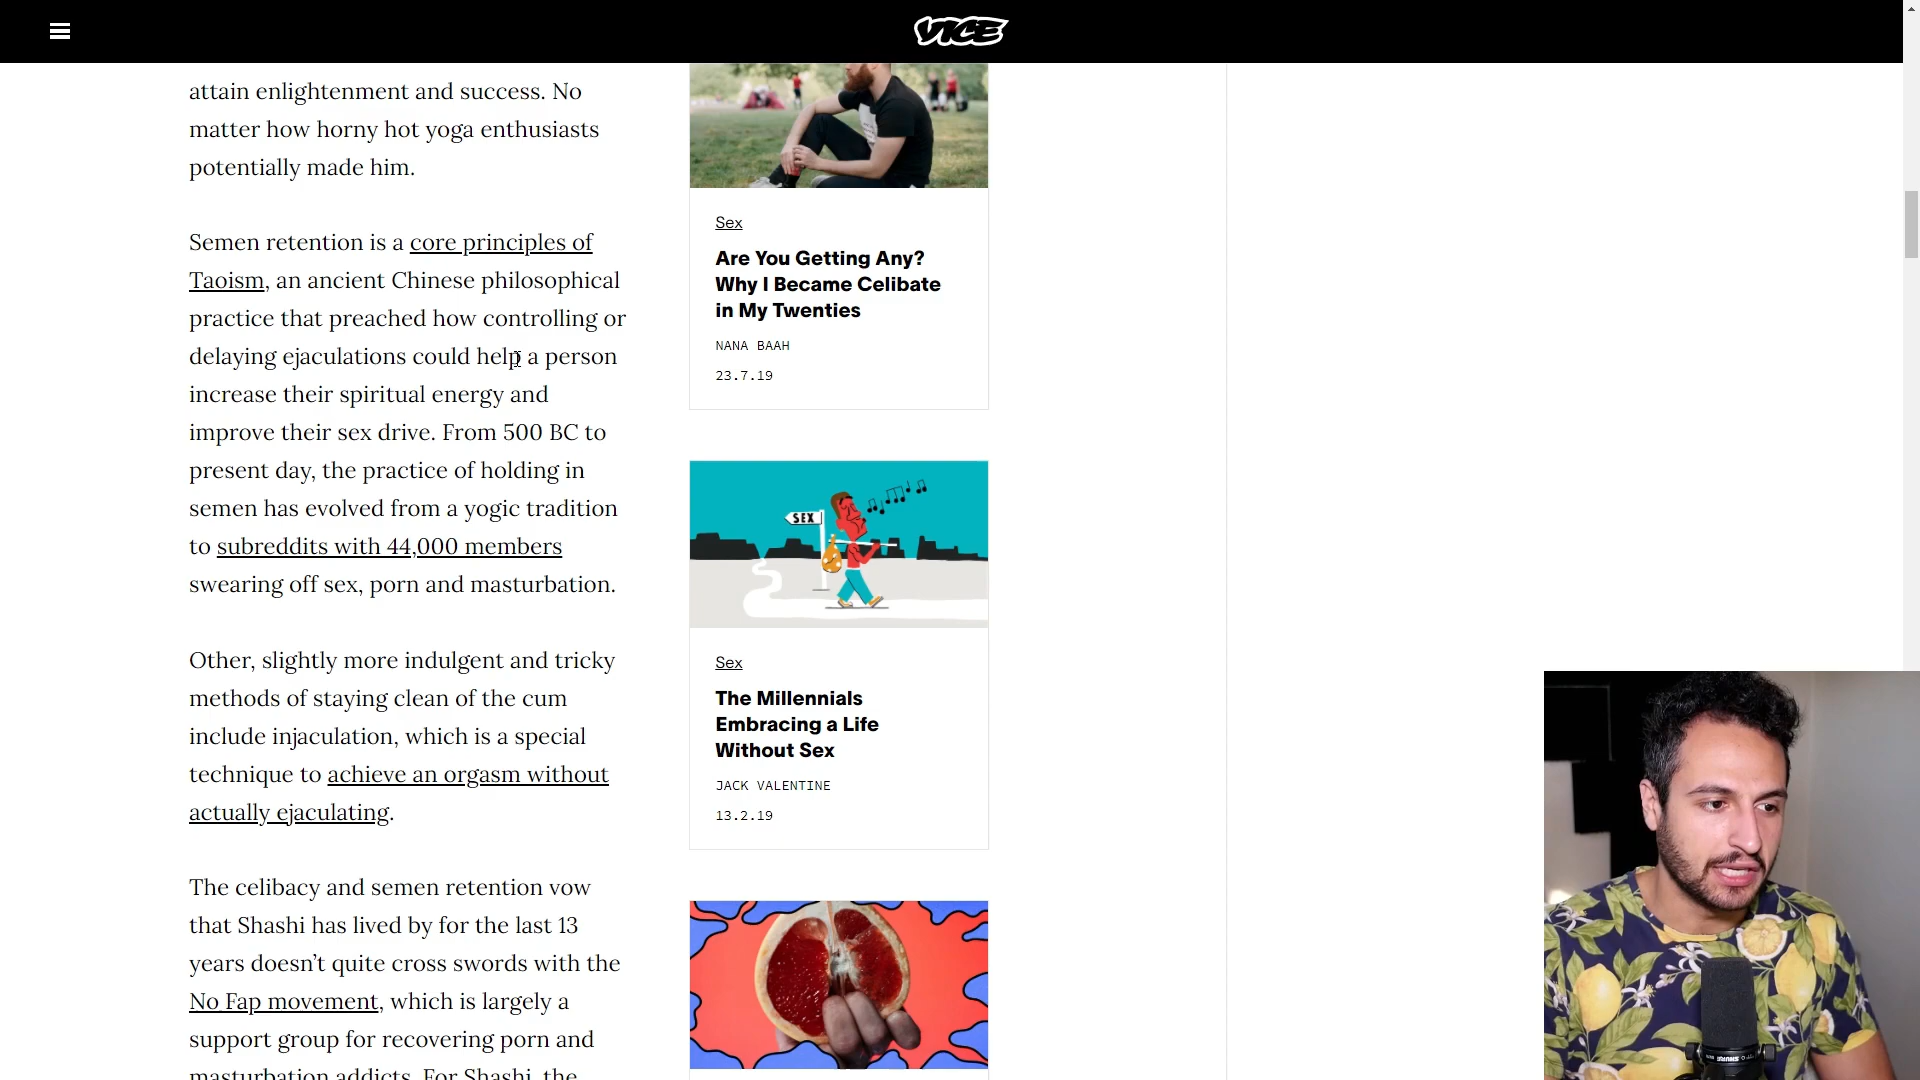 VICE
attain enlightenment and success. No
matter how horny hot yoga enthusiasts
potentially made him.
Semen retention is a core principles of
Taoism, an ancient Chinese philosophical
practice that preached how controlling or
delaying ejaculations could help a person
increase their spiritual energy and
improve their sex drive. From 500 BC to
present day, the practice of holding in
semen has evolved from a yogic tradition
to subreddits with 44,000 members
swearing off sex, porn and masturbation.
Other, slightly more indulgent and tricky
methods of staying clean of the cum
include injaculation, which is a special
technique to achieve an orgasm without
actually ejaculating.
The celibacy and semen retention vow
that Shashi has lived by for the last 13
years doesn’t quite cross swords with the
No Fap movement, which is largely a
support group for recovering porn and
masturbation addicts. For Shashi, the
Sex
Are You Getting Any?
Why I Became Celibate
in My Twenties
NANA BAAH
23.7.19
SEX
Sex
The Millennials
Embracing a Life
Without Sex
JACK VALENTINE
13.2.19